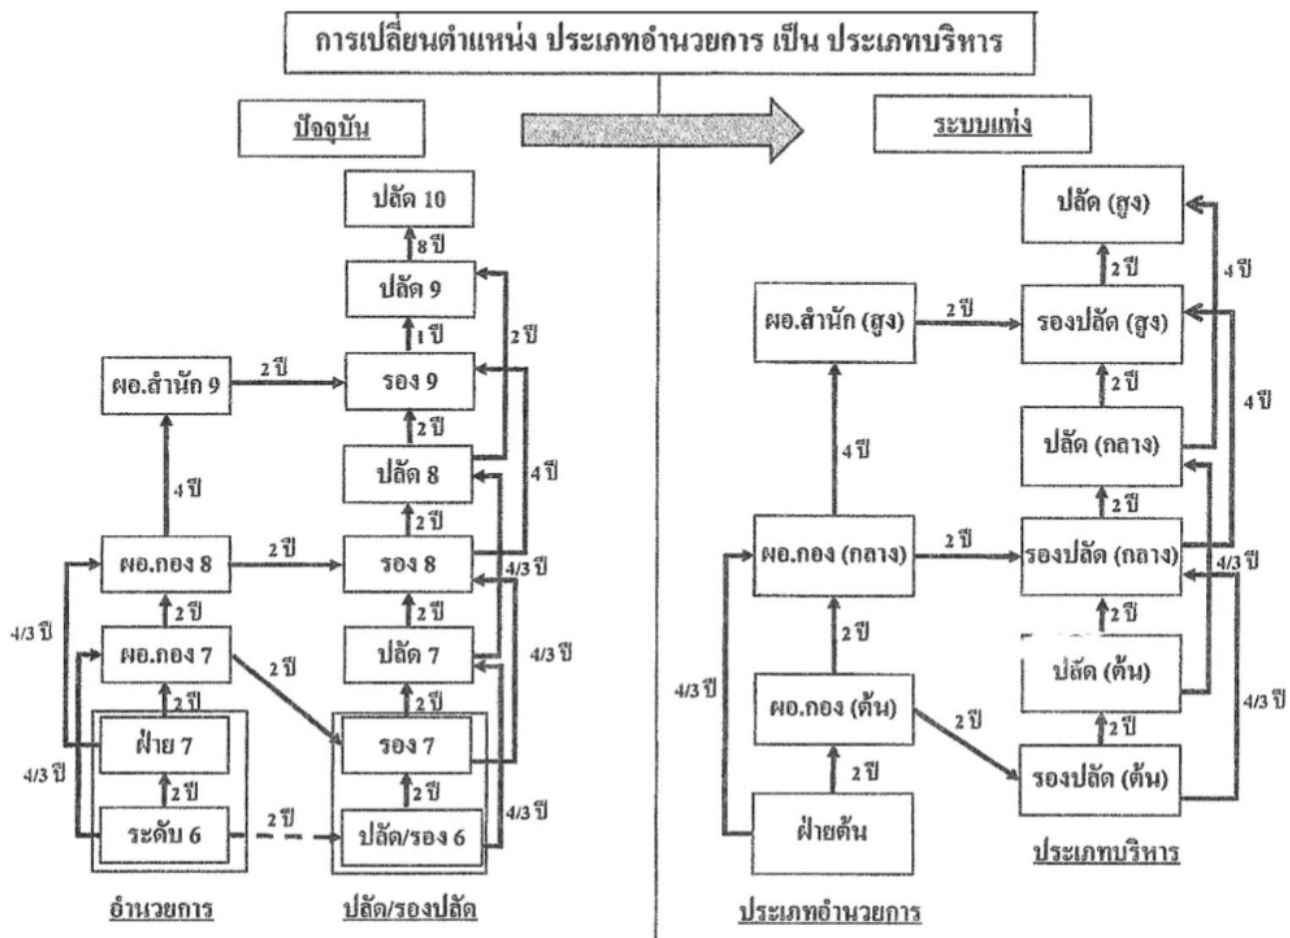 การเปลี่ยนตำแหน่ง ประเภทอำนวยการ เป็น ประเภทบริหาร
ปัจจุบัน
ระบบแท่ง
ปลัด 10
8 ปี
ปลัด 9
1 ปี
2 ปี
ผอ.สำนัก 9
2 ปี
รอง 9
2 ปี
ปลัด 8
4 ปี
4 ปี
2 ปี
ผอ.กอง 8
2 ปี
รอง 8
4/3 ปี
2 ปี
2 ปี
4/3 ปี
ผอ.กอง 7
2 ปี
ปลัด 7
4/3 ปี
2 ปี
2 ปี
ฝ่าย 7
รอง 7
4/3 ปี
2 ปี
2 ปี
4/3 ปี
ระดับ 6
2 ปี
ปลัด/รอง 6
อำนวยการ
ปลัด/รองปลัด
ปลัด (สูง)
2 ปี
4 ปี
ผอ.สำนัก (สูง)
2 ปี
รองปลัด (สูง)
2 ปี
4 ปี
ปลัด (กลาง)
4 ปี
2 ปี
ผอ.กอง (กลาง)
2 ปี
รองปลัด (กลาง)
4/3 ปี
2 ปี
2 ปี
ปลัด (ต้น)
4/3 ปี
ผอ.กอง (ต้น)
2 ปี
2 ปี
4/3 ปี
2 ปี
รองปลัด (ต้น)
ฝ่ายต้น
ประเภทบริหาร
ประเภทอำนวยการ